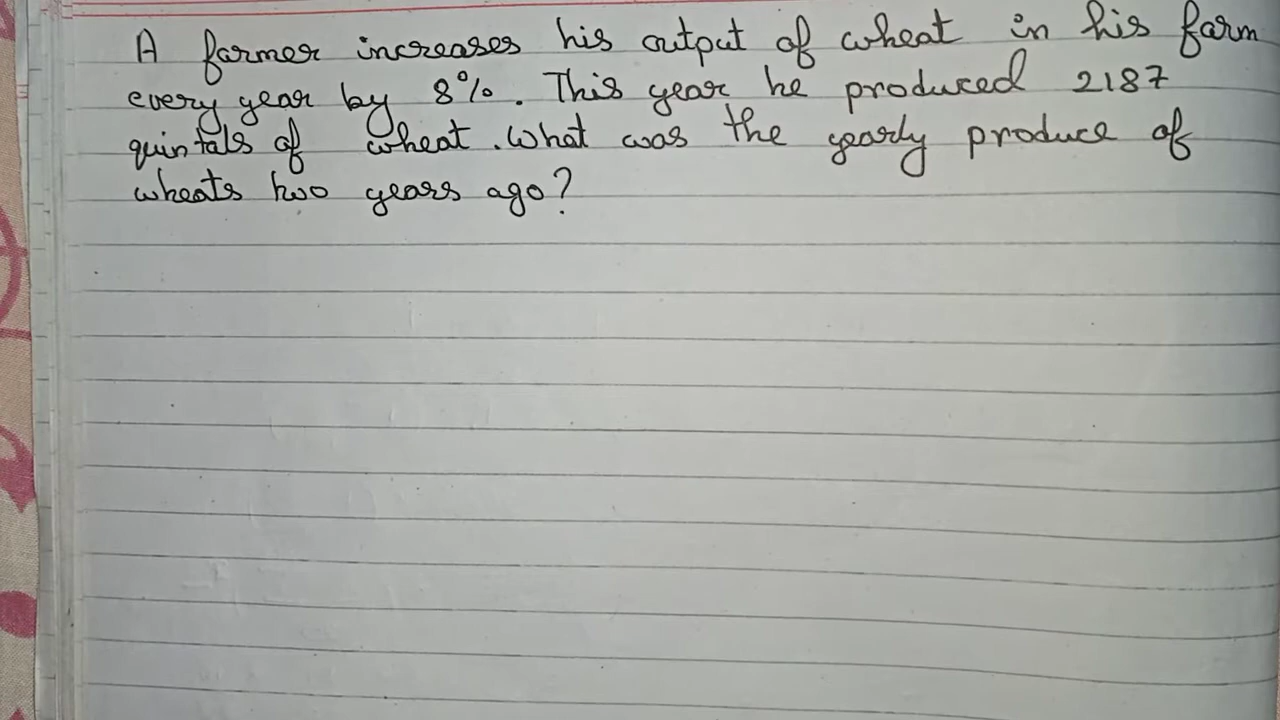 A farmer increases his output of wheat in his farm
every year by 8%. This year he produced 2187
quintals of wheat. What was the yearly produce of
wheats two years ago?